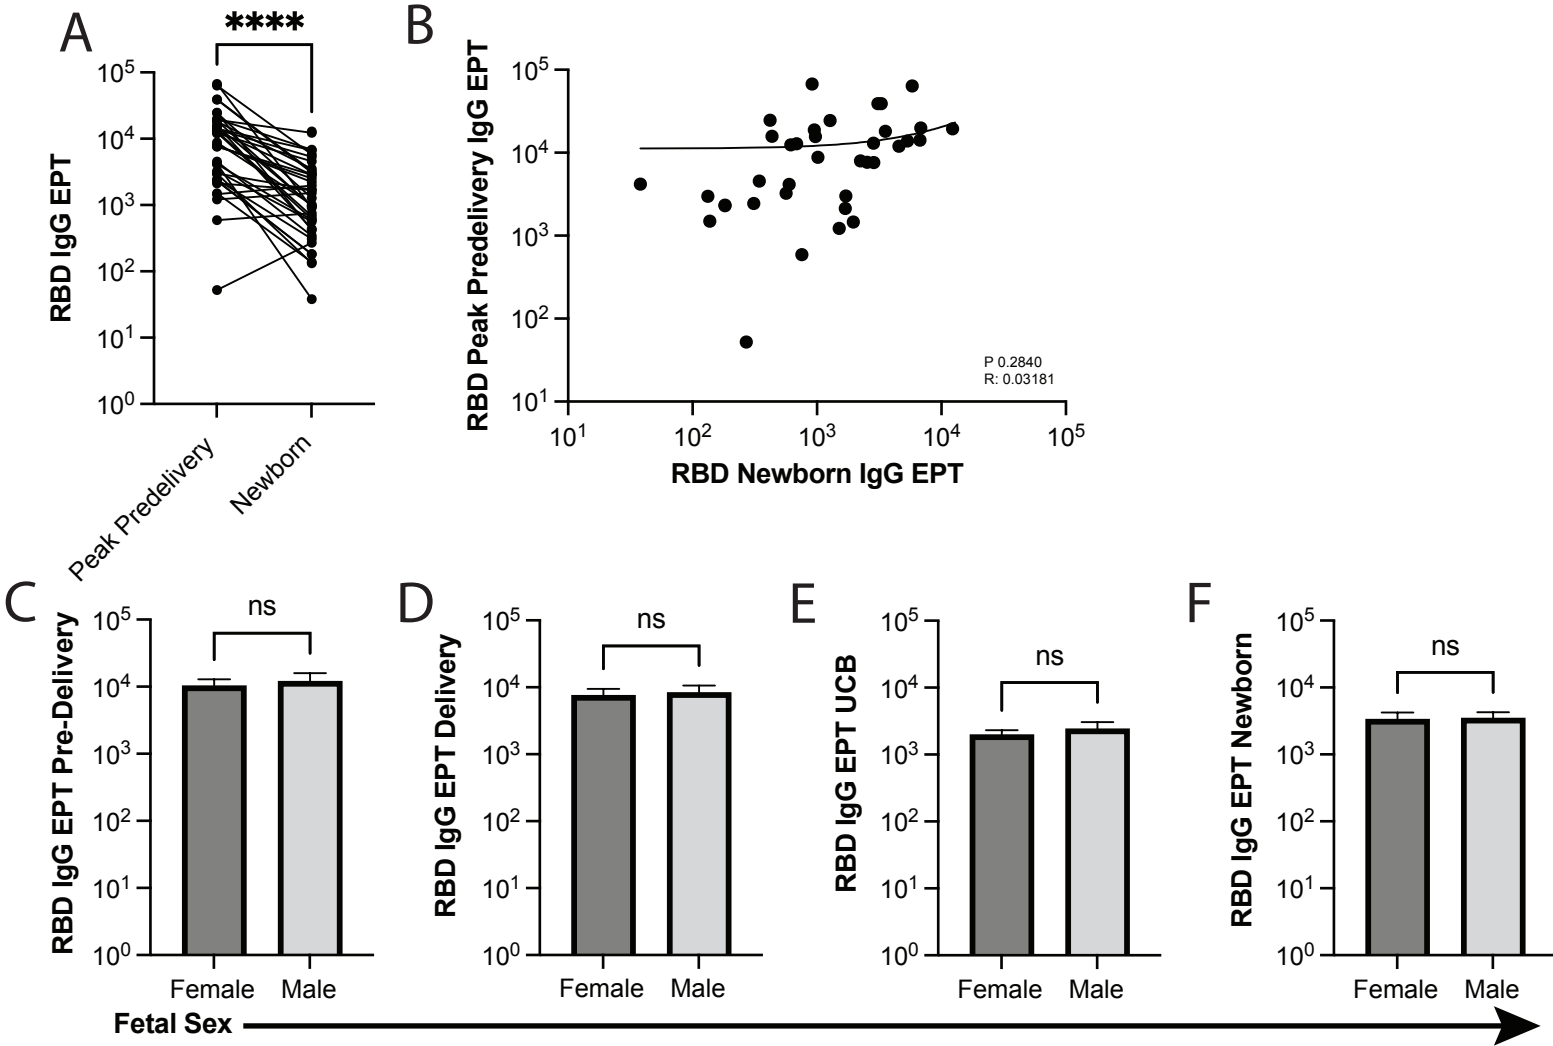 A
****
RBD IgG EPT
10⁵
10⁴
10³
10²
10¹
10⁰
Peak Predelivery
Newborn
B
RBD Peak Predelivery IgG EPT
10⁵
10⁴
10³
10²
10¹
P 0.2840
R: 0.03181
10¹ 10² 10³ 10⁴ 10⁵
RBD Newborn IgG EPT
C
RBD IgG EPT Pre-Delivery
ns
10⁵
10⁴
10³
10²
10¹
10⁰
Female Male
D
RBD IgG EPT Delivery
ns
10⁵
10⁴
10³
10²
10¹
10⁰
Female Male
E
RBD IgG EPT UCB
ns
10⁵
10⁴
10³
10²
10¹
10⁰
Female Male
F
RBD IgG EPT Newborn
ns
10⁵
10⁴
10³
10²
10¹
10⁰
Female Male
Fetal Sex